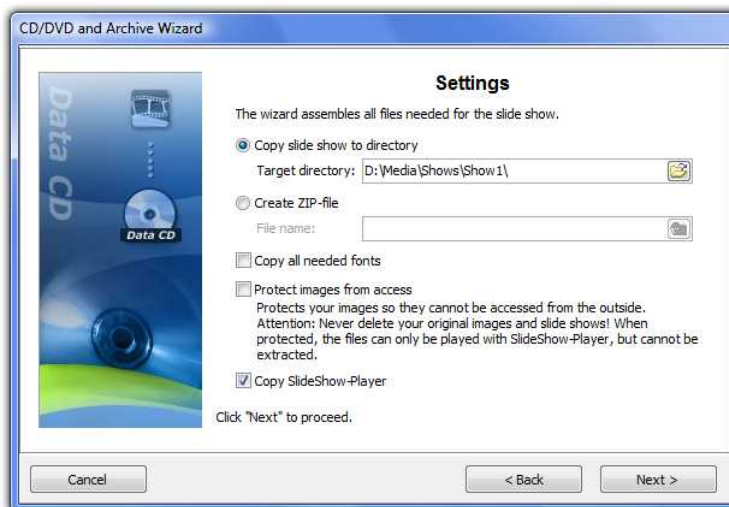 CD/DVD and Archive Wizard
Data CD
Data CD
Settings
The wizard assembles all files needed for the slide show.
Copy slide show to directory
Target directory: D:\Media\Shows\Show1\
Create ZIP-file
File name:
Copy all needed fonts
Protect images from access
Protects your images so they cannot be accessed from the outside.
Attention: Never delete your original images and slide shows! When
protected, the files can only be played with SlideShow-Player, but cannot be
extracted.
Copy SlideShow-Player
Click "Next" to proceed.
Cancel
< Back
Next >